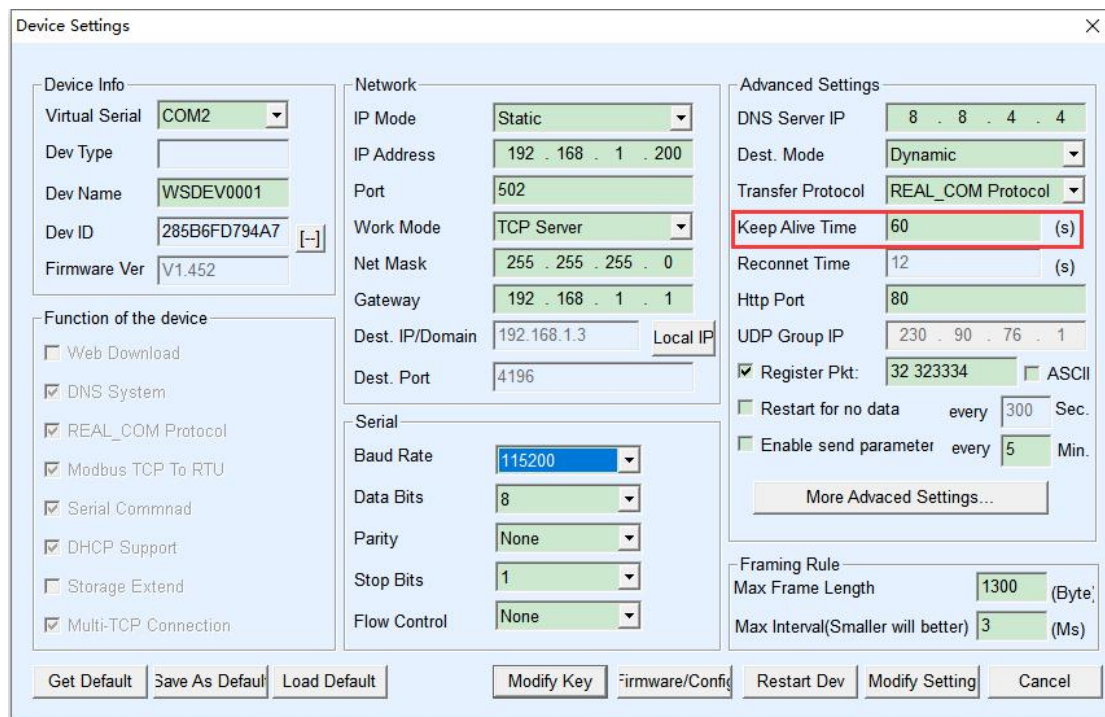 Device Settings
Device Info
Virtual Serial COM2
Dev Type
Dev Name WSDEV0001
Dev ID 285B6FD794A7 [--]
Firmware Ver V1.452
Function of the device
Web Download
DNS System
REAL_COM Protocol
Modbus TCP To RTU
Serial Commnad
DHCP Support
Storage Extend
Multi-TCP Connection
Network
IP Mode Static
IP Address 192 . 168 . 1 . 200
Port 502
Work Mode TCP Server
Net Mask 255 . 255 . 255 . 0
Gateway 192 . 168 . 1 . 1
Dest. IP/Domain 192.168.1.3 Local IP
Dest. Port 4196
Serial
Baud Rate 115200
Data Bits 8
Parity None
Stop Bits 1
Flow Control None
Advanced Settings
DNS Server IP 8 . 8 . 4 . 4
Dest. Mode Dynamic
Transfer Protocol REAL_COM Protocol
Keep Alive Time 60 (s)
Reconnet Time 12 (s)
Http Port 80
UDP Group IP 230 . 90 . 76 . 1
Register Pkt: 32 323334 ASCII
Restart for no data every 300 Sec.
Enable send parameter every 5 Min.
More Advaced Settings...
Framing Rule
Max Frame Length 1300 (Byte)
Max Interval(Smaller will better) 3 (Ms)
Get Default Save As Defaul Load Default Modify Key Firmware/Config Restart Dev Modify Setting Cancel